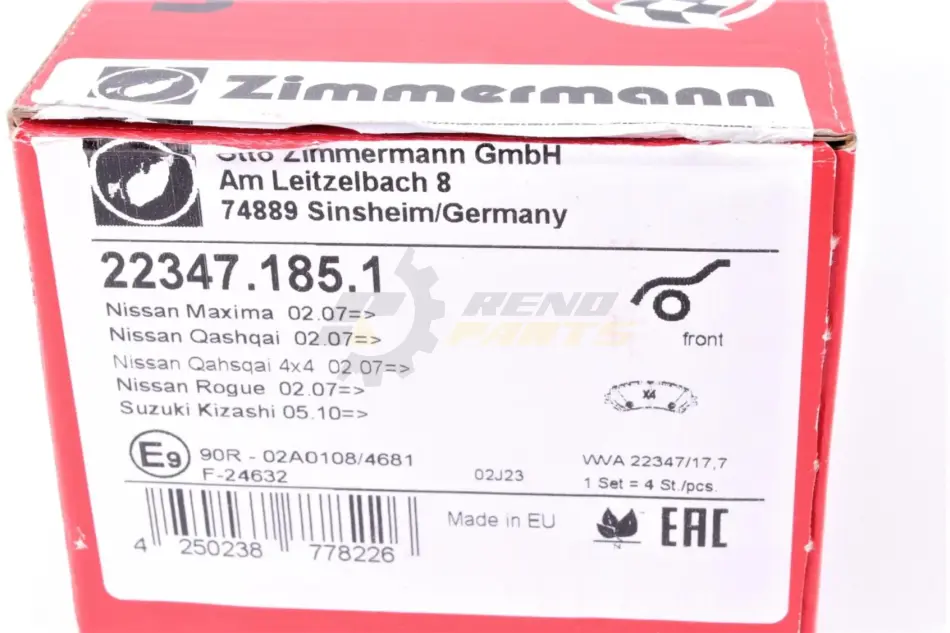 Zimmermann
Otto Zimmermann GmbH
Am Leitzelbach 8
74889 Sinsheim/Germany
22347.185.1
Nissan Maxima 02.07=>
Nissan Qashqai 02.07=>
Nissan Qahsqai 4x4 02.07=>
Nissan Rogue 02.07=>
Suzuki Kizashi 05.10=>
RENO
PARTS
front
X4
E9
90R - 02A0108/4681
F-24632
02J23
WVA 22347/17,7
1 Set = 4 St./pcs.
Made in EU
N
EAC
4 250238 778226